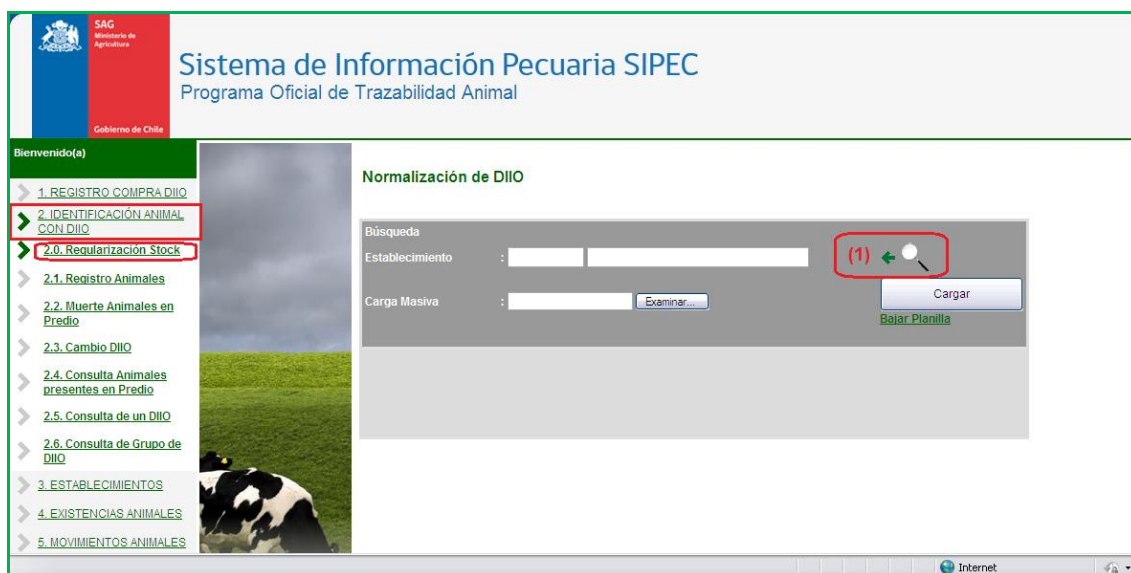 SAG
Ministerio de
Agricultura
Gobierno de Chile
Sistema de Información Pecuaria SIPEC
Programa Oficial de Trazabilidad Animal
Bienvenido(a)
1. REGISTRO COMPRA DIIO
2. IDENTIFICACIÓN ANIMAL
CON DIIO
2.0. Regularización Stock
2.1. Registro Animales
2.2. Muerte Animales en
Predio
2.3. Cambio DIIO
2.4. Consulta Animales
presentes en Predio
2.5. Consulta de un DIIO
2.6. Consulta de Grupo de
DIIO
3. ESTABLECIMIENTOS
4. EXISTENCIAS ANIMALES
5. MOVIMIENTOS ANIMALES
Normalización de DIIO
Búsqueda
Establecimiento :
(1)
Carga Masiva : Examinar...
Cargar
Bajar Planilla
Internet